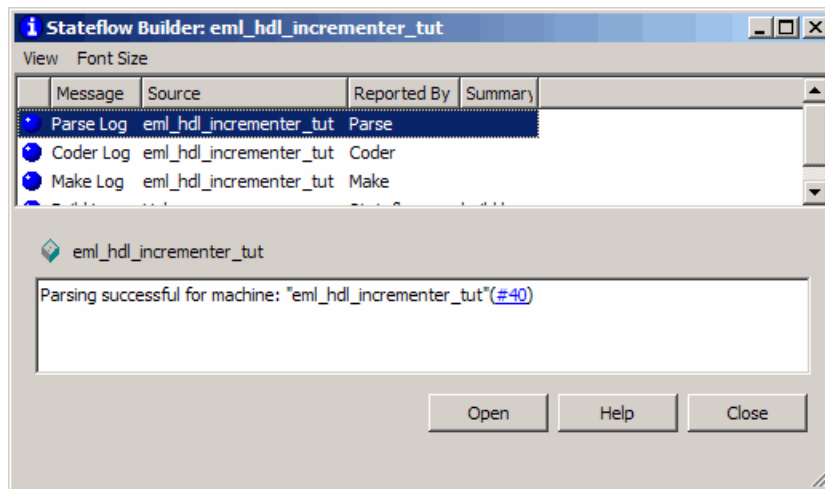 Stateflow Builder: eml_hdl_incrementer_tut
View Font Size
Message Source Reported By Summary
Parse Log eml_hdl_incrementer_tut Parse
Coder Log eml_hdl_incrementer_tut Coder
Make Log eml_hdl_incrementer_tut Make
eml_hdl_incrementer_tut
Parsing successful for machine: "eml_hdl_incrementer_tut"(#40)
Open Help Close